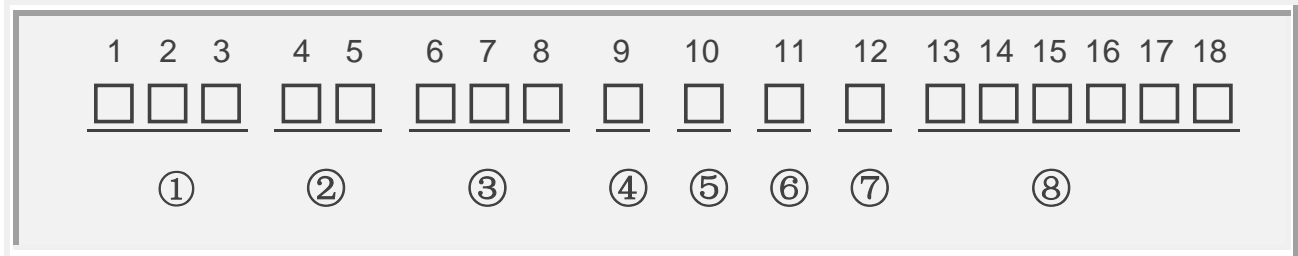 1 2 3 4 5 6 7 8 9 10 11 12 13 14 15 16 17 18
□□□ □□ □□□ □ □ □ □ □□□□□□
① ② ③ ④ ⑤ ⑥ ⑦ ⑧